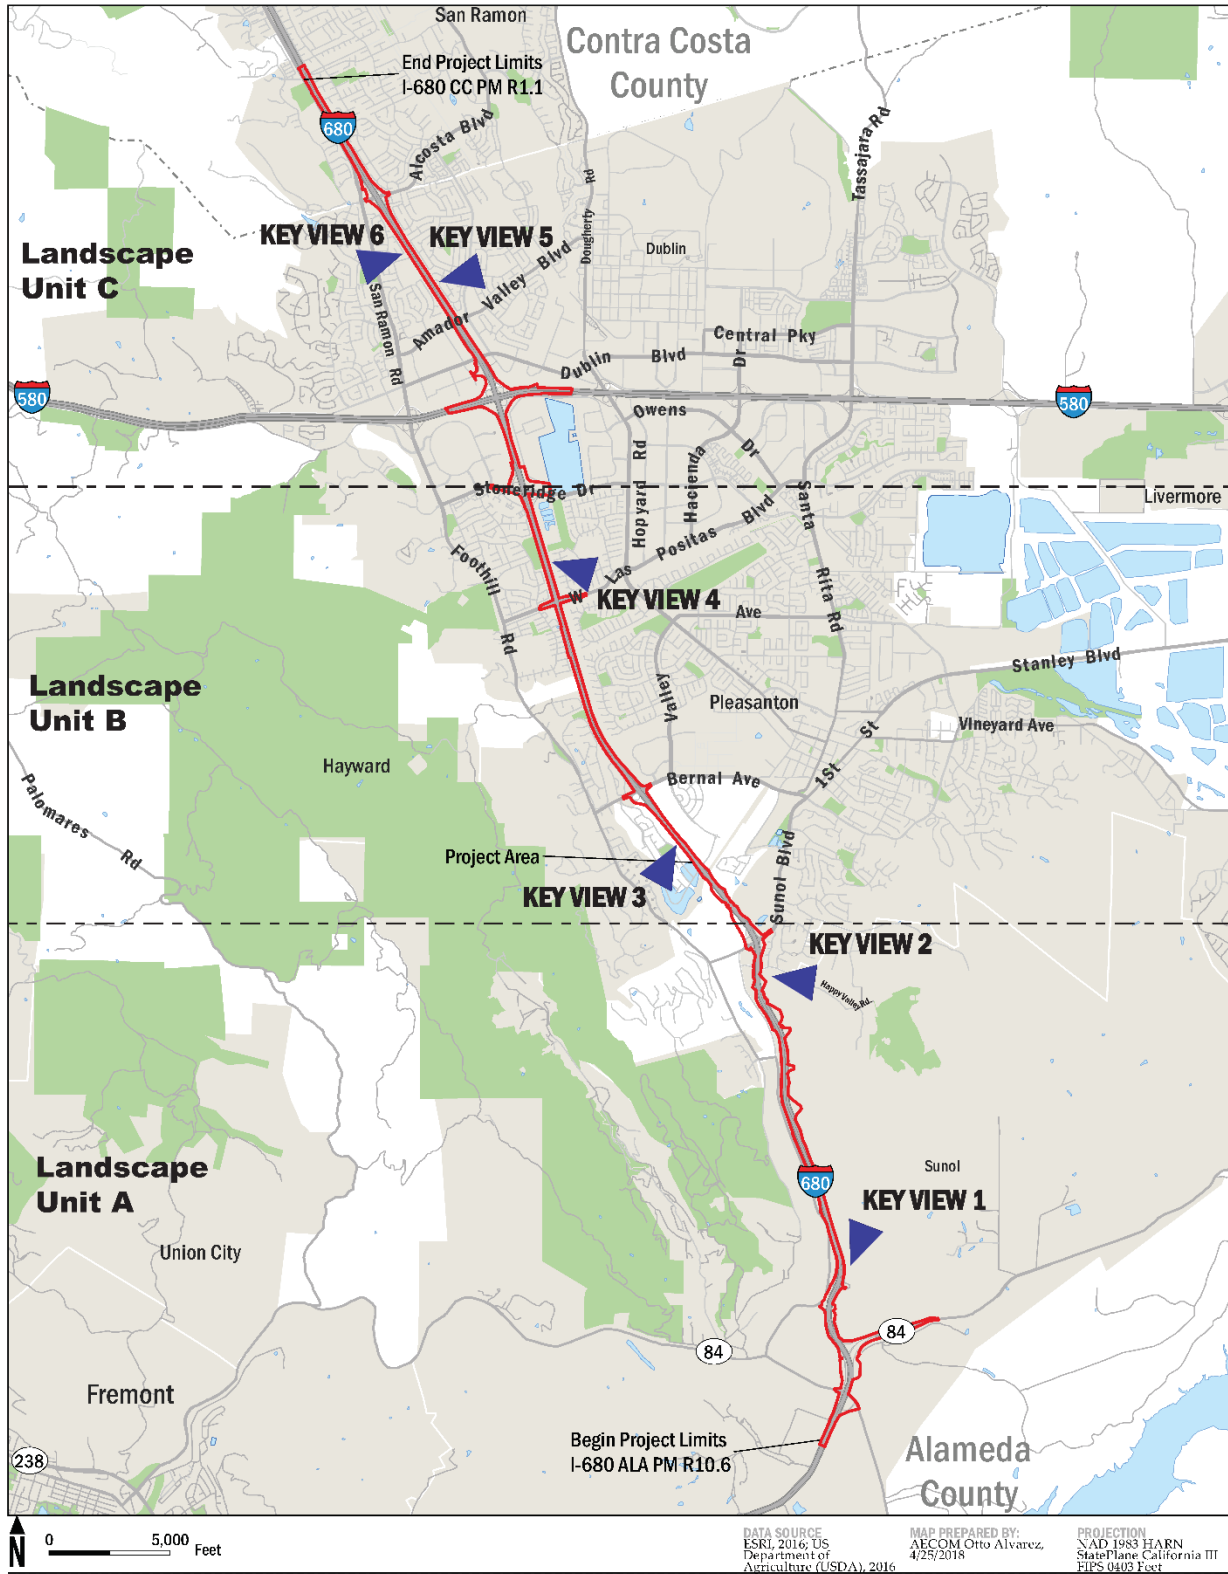 San Ramon
Contra Costa
County
End Project Limits
I-680 CC PM R1.1
680
Alcosta Blvd
Tassajara Rd
Dougherty Rd
KEY VIEW 6
KEY VIEW 5
Landscape
Unit C
Dublin
San Ramon Rd
Amador Valley Blvd
Central Pky
Dublin Blvd
Dr
580
580
Owens Dr
Hopyard Rd
Hacienda
Stoneridge Dr
Livermore
Santa Rita Rd
W Las Positas Blvd
Foothill Rd
KEY VIEW 4
Ave
Stanley Blvd
Landscape
Unit B
Valley
Pleasanton
Vineyard Ave
1St St
Hayward
Bernal Ave
Palomares Rd
Project Area
Sunol Blvd
KEY VIEW 3
KEY VIEW 2
Happy Valley Rd.
Landscape
Unit A
Sunol
680
KEY VIEW 1
Union City
84
84
Fremont
Begin Project Limits
I-680 ALA PM R10.6
Alameda
County
238
N
0 5,000 Feet
DATA SOURCE
ESRI, 2016; US
Department of
Agriculture (USDA), 2016
MAP PREPARED BY:
AECOM Otto Alvarez,
4/25/2018
PROJECTION
NAD 1983 HARN
StatePlane California III
FIPS 0403 Feet